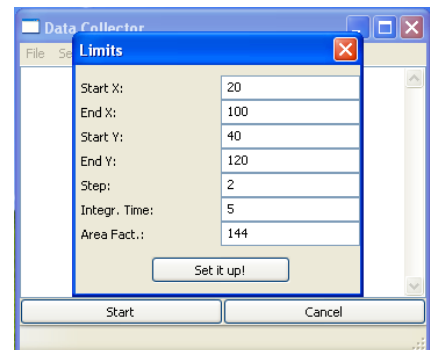 Data Collector
File Se
Limits
Start X: 20
End X: 100
Start Y: 40
End Y: 120
Step: 2
Integr. Time: 5
Area Fact.: 144
Set it up!
Start Cancel